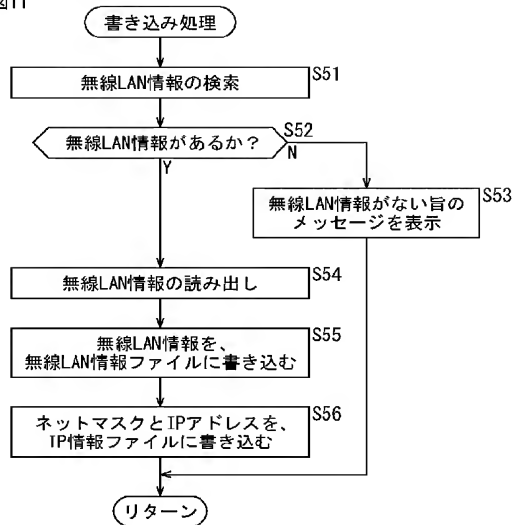 図11
書き込み処理
無線LAN情報の検索
S51
無線LAN情報があるか?
S52
N
Y
無線LAN情報がない旨の
メッセージを表示
S53
無線LAN情報の読み出し
S54
無線LAN情報を、
無線LAN情報ファイルに書き込む
S55
ネットマスクとIPアドレスを、
IP情報ファイルに書き込む
S56
リターン